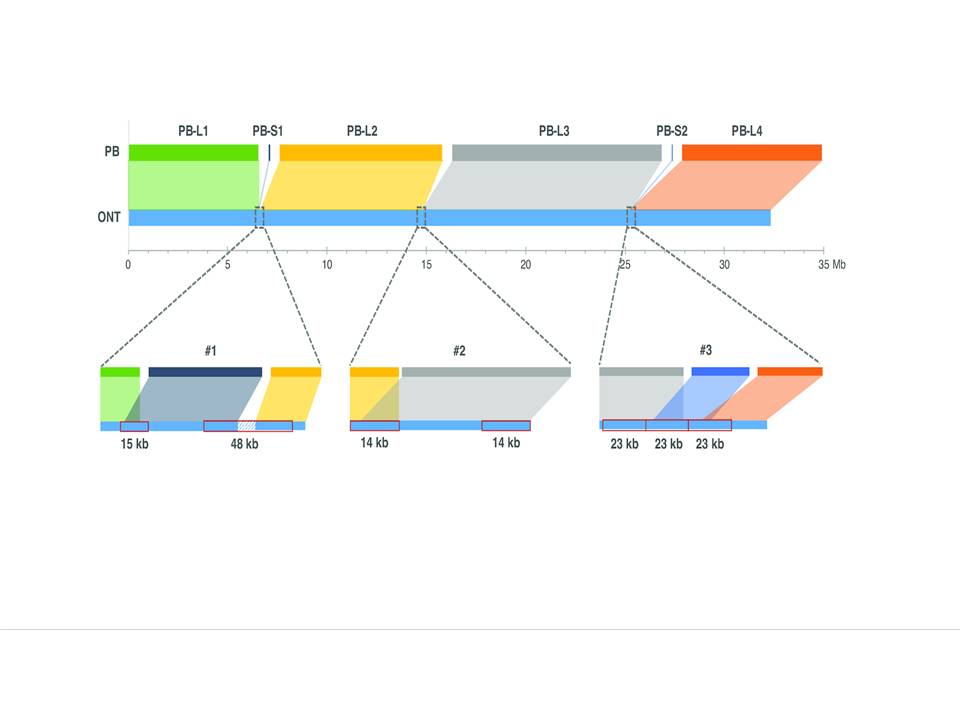 PB-L1 PB-S1 PB-L2 PB-L3 PB-S2 PB-L4
PB
ONT
0 5 10 15 20 25 30 35 Mb
#1 #2 #3
15 kb 48 kb 14 kb 14 kb 23 kb 23 kb 23 kb